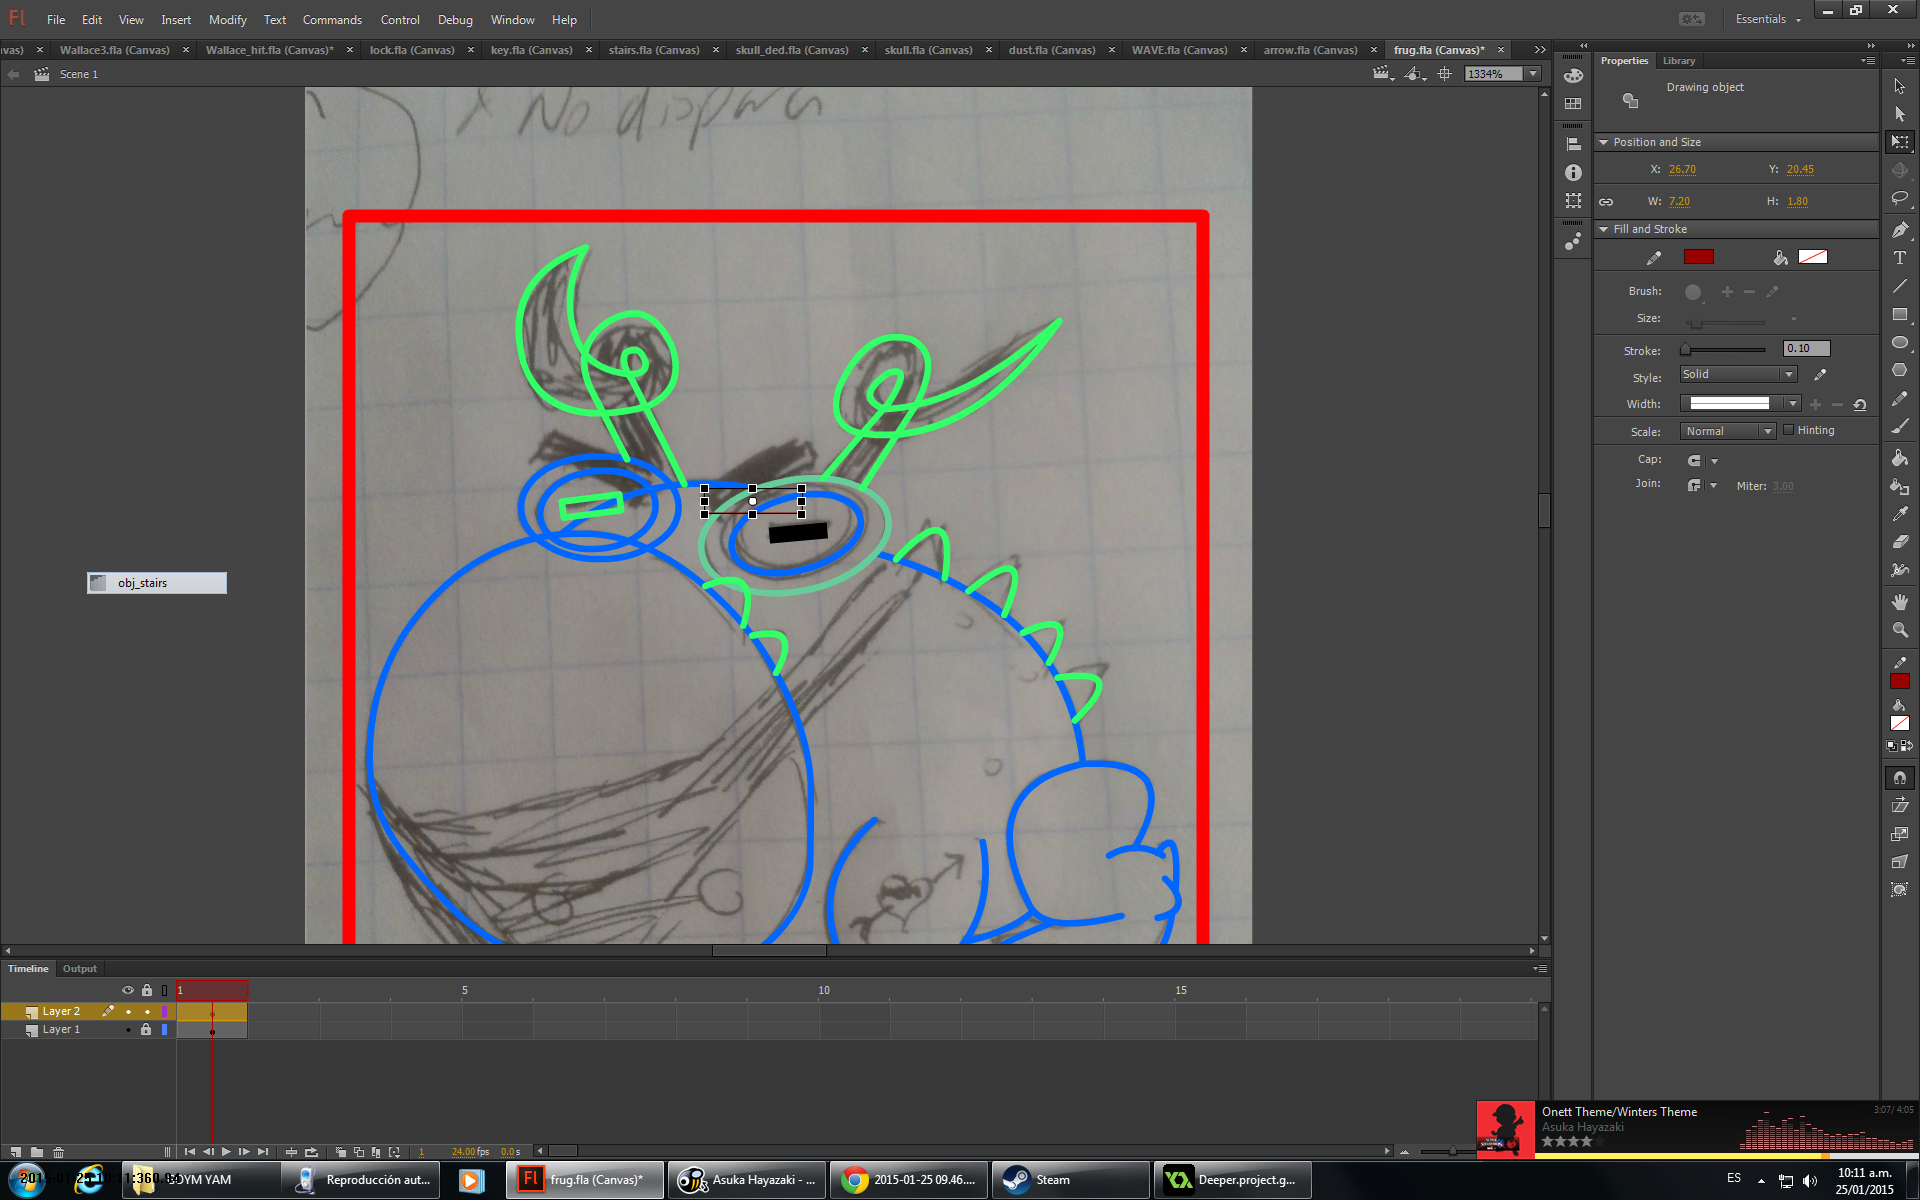 Fl File Edit View Insert Modify Text Commands Control Debug Window Help Essentials
vas) × Wallace3.fla (Canvas) × Wallace_hit.fla (Canvas)* × lock.fla (Canvas) × key.fla (Canvas) × stairs.fla (Canvas) × skull_ded.fla (Canvas) × skull.fla (Canvas) × dust.fla (Canvas) × WAVE.fla (Canvas) × arrow.fla (Canvas) × frug.fla (Canvas)* ×
Scene 1 1334%
x No dispara
obj_stairs
Properties Library
Drawing object
Position and Size
X: 26.70 Y: 20.45
W: 7.20 H: 1.80
Fill and Stroke
Brush:
Size:
Stroke: 0.10
Style: Solid
Width:
Scale: Normal Hinting
Cap:
Join: Miter: 3.00
Timeline Output
1 5 10 15
Layer 2
Layer 1
1 24.00 fps 0.0 s
Onett Theme/Winters Theme 3:07/ 4:05
Asuka Hayazaki
YAM Reproducción aut... frug.fla (Canvas)* Asuka Hayazaki - ... 2015-01-25 09.46.... Steam Deeper.project.g... ES 10:11 a.m.
25/01/2015